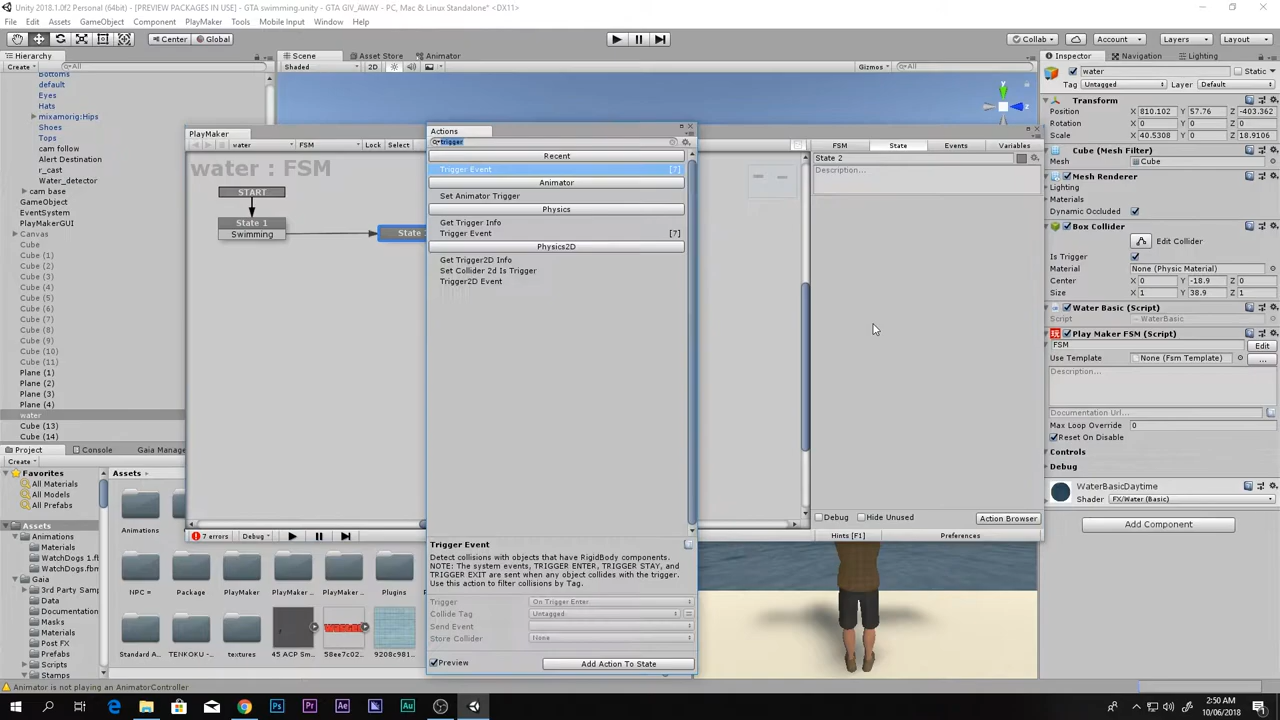 Unity 2018.1.0f2 Personal (64bit) - [PREVIEW PACKAGES IN USE] - GTA swimming.unity - GTA GIV_AWAY - PC, Mac & Linux Standalone* <DX11>
File Edit Assets GameObject Component PlayMaker Tools Mobile Input Window Help
Center Global Collab Account Layers Layout
Hierarchy Scene Asset Store Animator Inspector Navigation Lighting
Create All Shaded 2D Gizmos All
water Static
Tag Untagged Layer Default
Transform
Position X 810.102 Y 57.76 Z -403.362
Rotation X 0 Y 0 Z 0
Scale X 40.5308 Y 1 Z 18.9106
Cube (Mesh Filter)
Mesh Cube
Mesh Renderer
Lighting
Materials
Dynamic Occluded
Box Collider
Edit Collider
Is Trigger
Material None (Physic Material)
Center X 0 Y -18.9 Z 0
Size X 1 Y 38.9 Z 1
Water Basic (Script)
Script WaterBasic
Play Maker FSM (Script)
FSM Edit
Use Template None (Fsm Template) ...
Description...
Documentation Url...
Max Loop Override 0
Reset On Disable
Controls
Debug
WaterBasicDaytime
Shader FX/Water (Basic)
Add Component
Bottoms
default
Eyes
Hats
mixamorig:Hips
Shoes
Tops
cam follow
Alert Destination
r_cast
Water_detector
cam base
GameObject
EventSystem
PlayMakerGUI
Canvas
Cube
Cube (2)
Cube (3)
Cube (4)
Cube (5)
Cube (6)
Cube (7)
Cube (8)
Cube (9)
Cube (10)
Cube (11)
Plane (1)
Plane (2)
Plane (3)
Plane (4)
water
Cube (13)
Cube (14)
PlayMaker
water FSM Lock Select
water : FSM
START
State 1
Swimming
State
7 errors Debug
Actions
trigger
Recent
Trigger Event [7]
Animator
Set Animator Trigger
Physics
Get Trigger Info
Trigger Event [7]
Physics2D
Get Trigger2D Info
Set Collider 2d Is Trigger
Trigger2D Event
Trigger Event
Detect collisions with objects that have RigidBody components.
NOTE: The system events, TRIGGER ENTER, TRIGGER STAY, and
TRIGGER EXIT are sent when any object collides with the trigger.
Use this action to filter collisions by Tag.
Trigger On Trigger Enter
Collide Tag Untagged
Send Event
Store Collider None
Preview Add Action To State
FSM State Events Variables
State 2
Description...
Debug Hide Unused Action Browser
Hints [F1] Preferences
Project Console Gaia Manage
Create
Favorites
All Materials
All Models
All Prefabs
Assets
Animations
Materials
WatchDogs 1.f
WatchDogs.fbm
Gaia
3rd Party Samp
Data
Documentation
Masks
Materials
Post FX
Prefabs
Scripts
Stamps
Assets
Animations
NPC = Package PlayMaker PlayMaker ... Plugins
Standard A... TENKOKU -... textures 45 ACP Sm... 58ee7c02... 9208c981...
Animator is not playing an AnimatorController
2:50 AM
10/06/2018